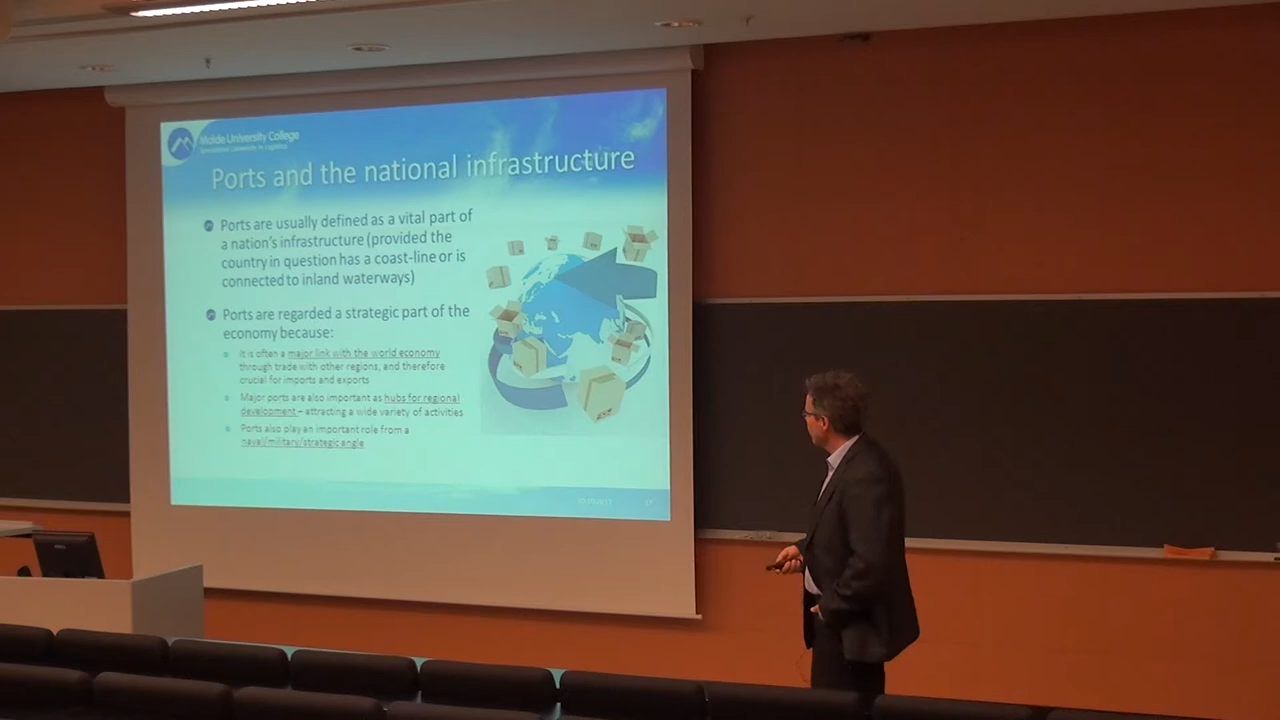 Molde University College
Specialized University in Logistics
Ports and the national infrastructure
Ports are usually defined as a vital part of
a nation's infrastructure (provided the
country in question has a coast-line or is
connected to inland waterways)
Ports are regarded a strategic part of the
economy because:
It is often a major link with the world economy
through trade with other regions, and therefore
crucial for imports and exports
Major ports are also important as hubs for regional
development – attracting a wide variety of activities
Ports also play an important role from a
naval/military/strategic angle